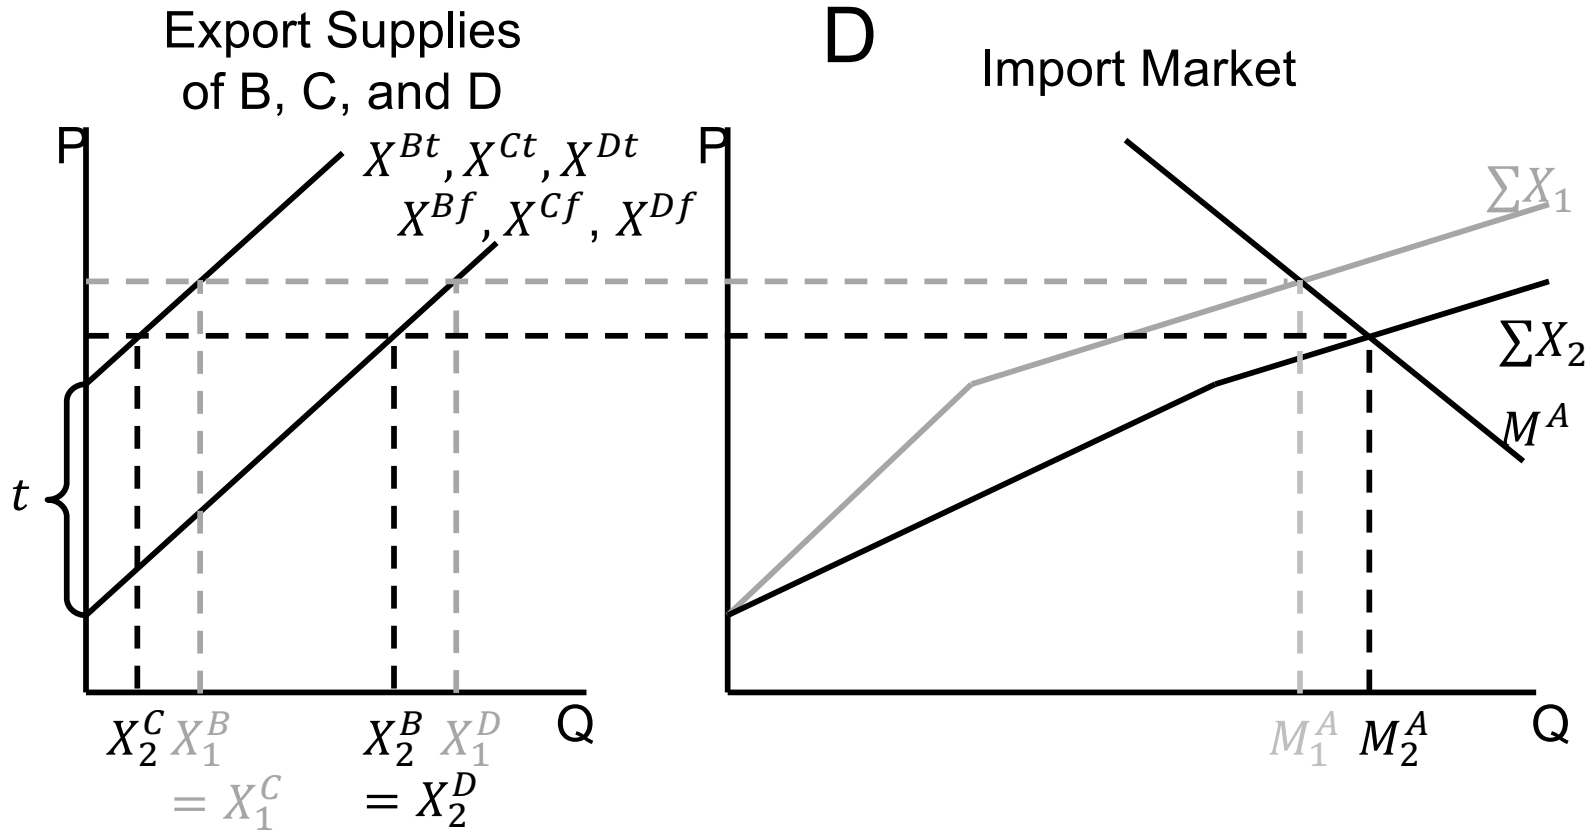 Export Supplies
of B, C, and D
D
Import Market
P
X^{Bt}, X^{Ct}, X^{Dt}
X^{Bf}, X^{Cf}, X^{Df}
P
∑X_1
∑X_2
M^A
t
Q
Q
X_2^C X_1^B X_2^B X_1^D
= X_1^C = X_2^D
M_1^A M_2^A